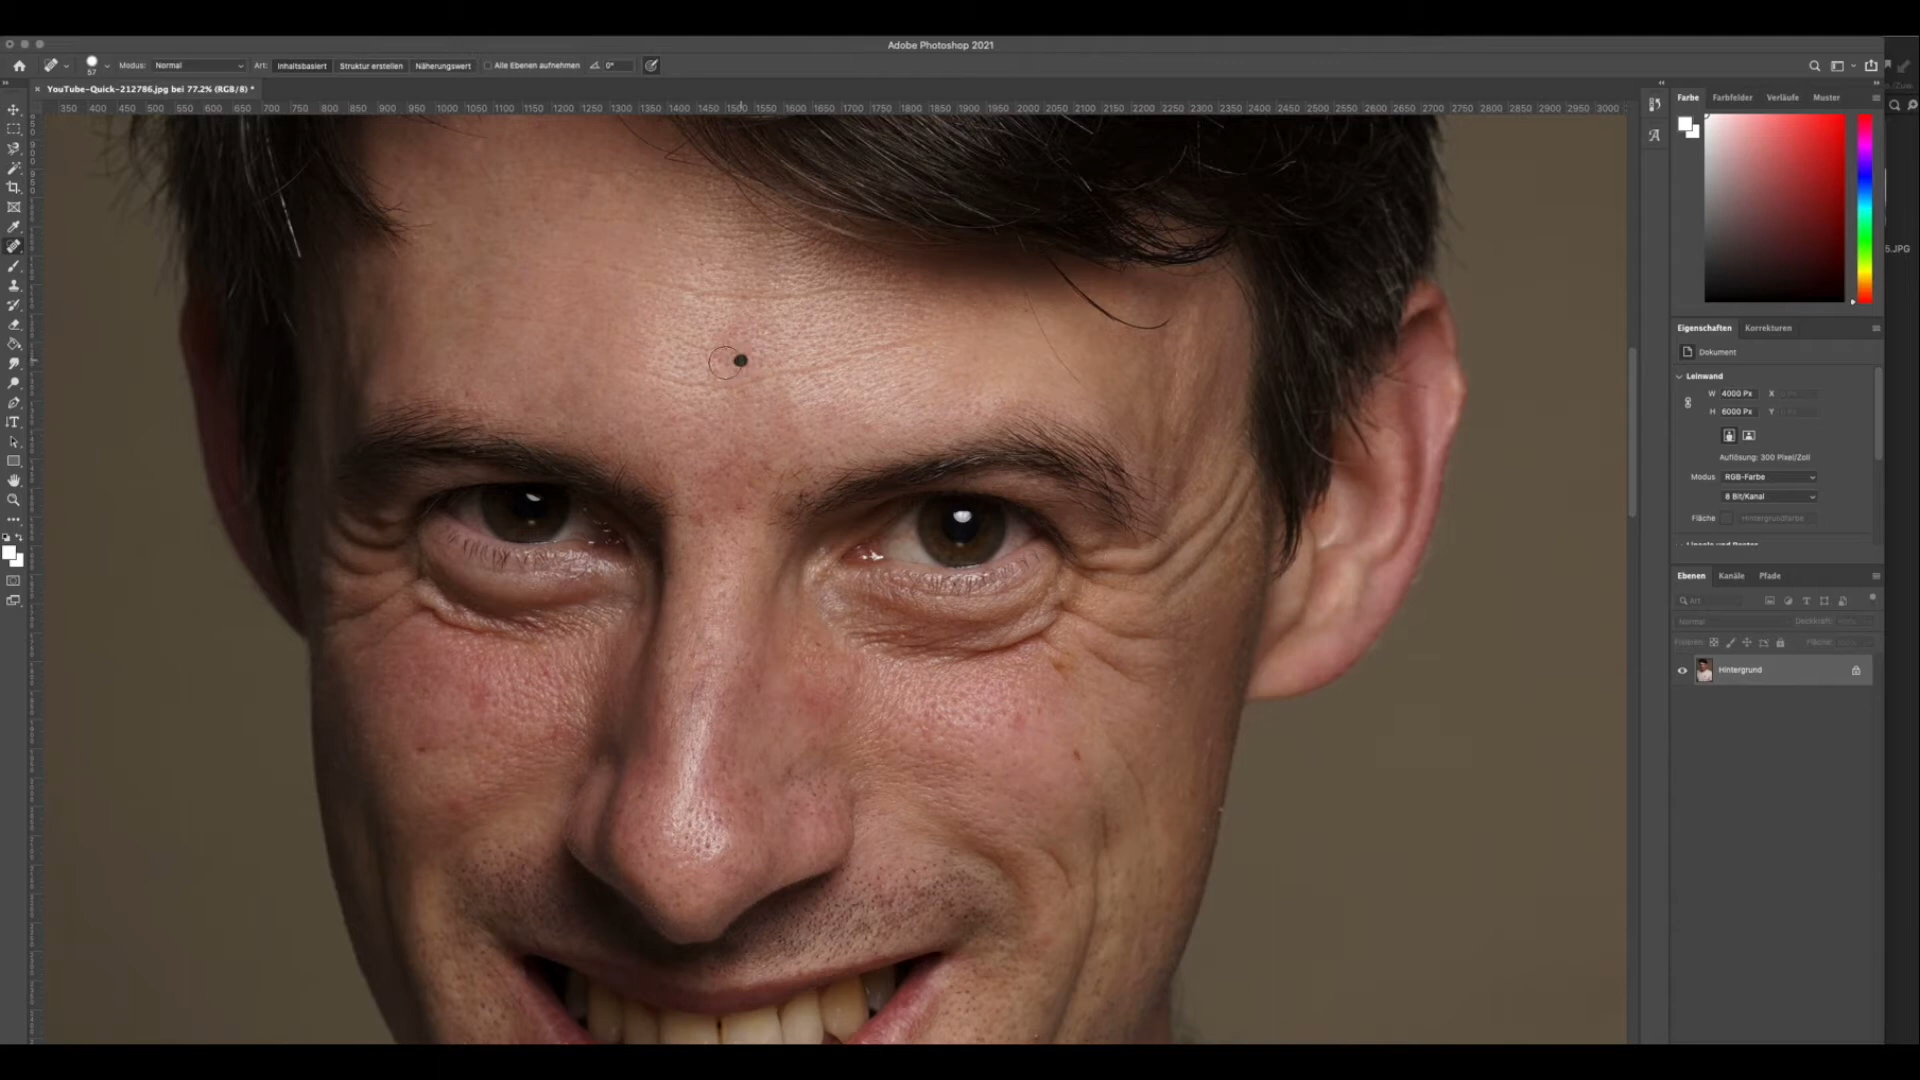 Adobe Photoshop 2021
57 Modus: Normal Art: Inhaltsbasiert Struktur erstellen Näherungswert Alle Ebenen aufnehmen 0°
YouTube-Quick-212786.jpg bei 77.2% (RGB/8) *
350 400 450 500 550 600 650 700 750 800 850 900 950 1000 1050 1100 1150 1200 1250 1300 1350 1400 1450 1500 1550 1600 1650 1700 1750 1800 1850 1900 1950 2000 2050 2100 2150 2200 2250 2300 2350 2400 2450 2500 2550 2600 2650 2700 2750 2800 2850 2900 2950 3000
Farbe Farbfelder Verläufe Muster
5.JPG
Eigenschaften Korrekturen
Dokument
Leinwand
W 4000 Px X
H 6000 Px Y
Auflösung: 300 Pixel/Zoll
Modus RGB-Farbe
8 Bit/Kanal
Fläche Hintergrundfarbe
Ebenen Kanäle Pfade
Art
Normal Deckkraft:
Fixieren: Fläche:
Hintergrund